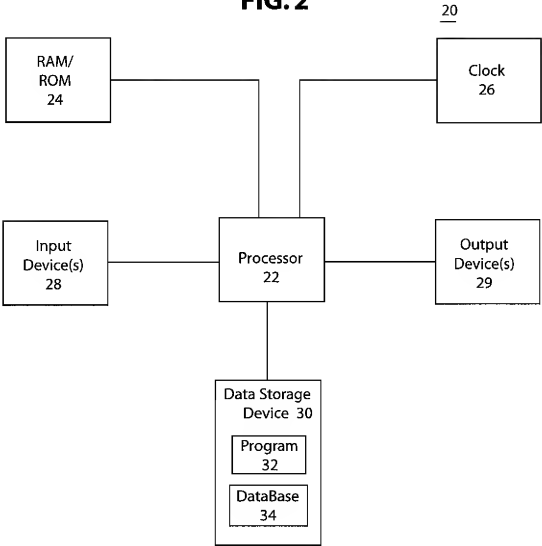 FIG. 2
20
RAM/
ROM
24
Clock
26
Input
Device(s)
28
Processor
22
Output
Device(s)
29
Data Storage
Device 30
Program
32
DataBase
34